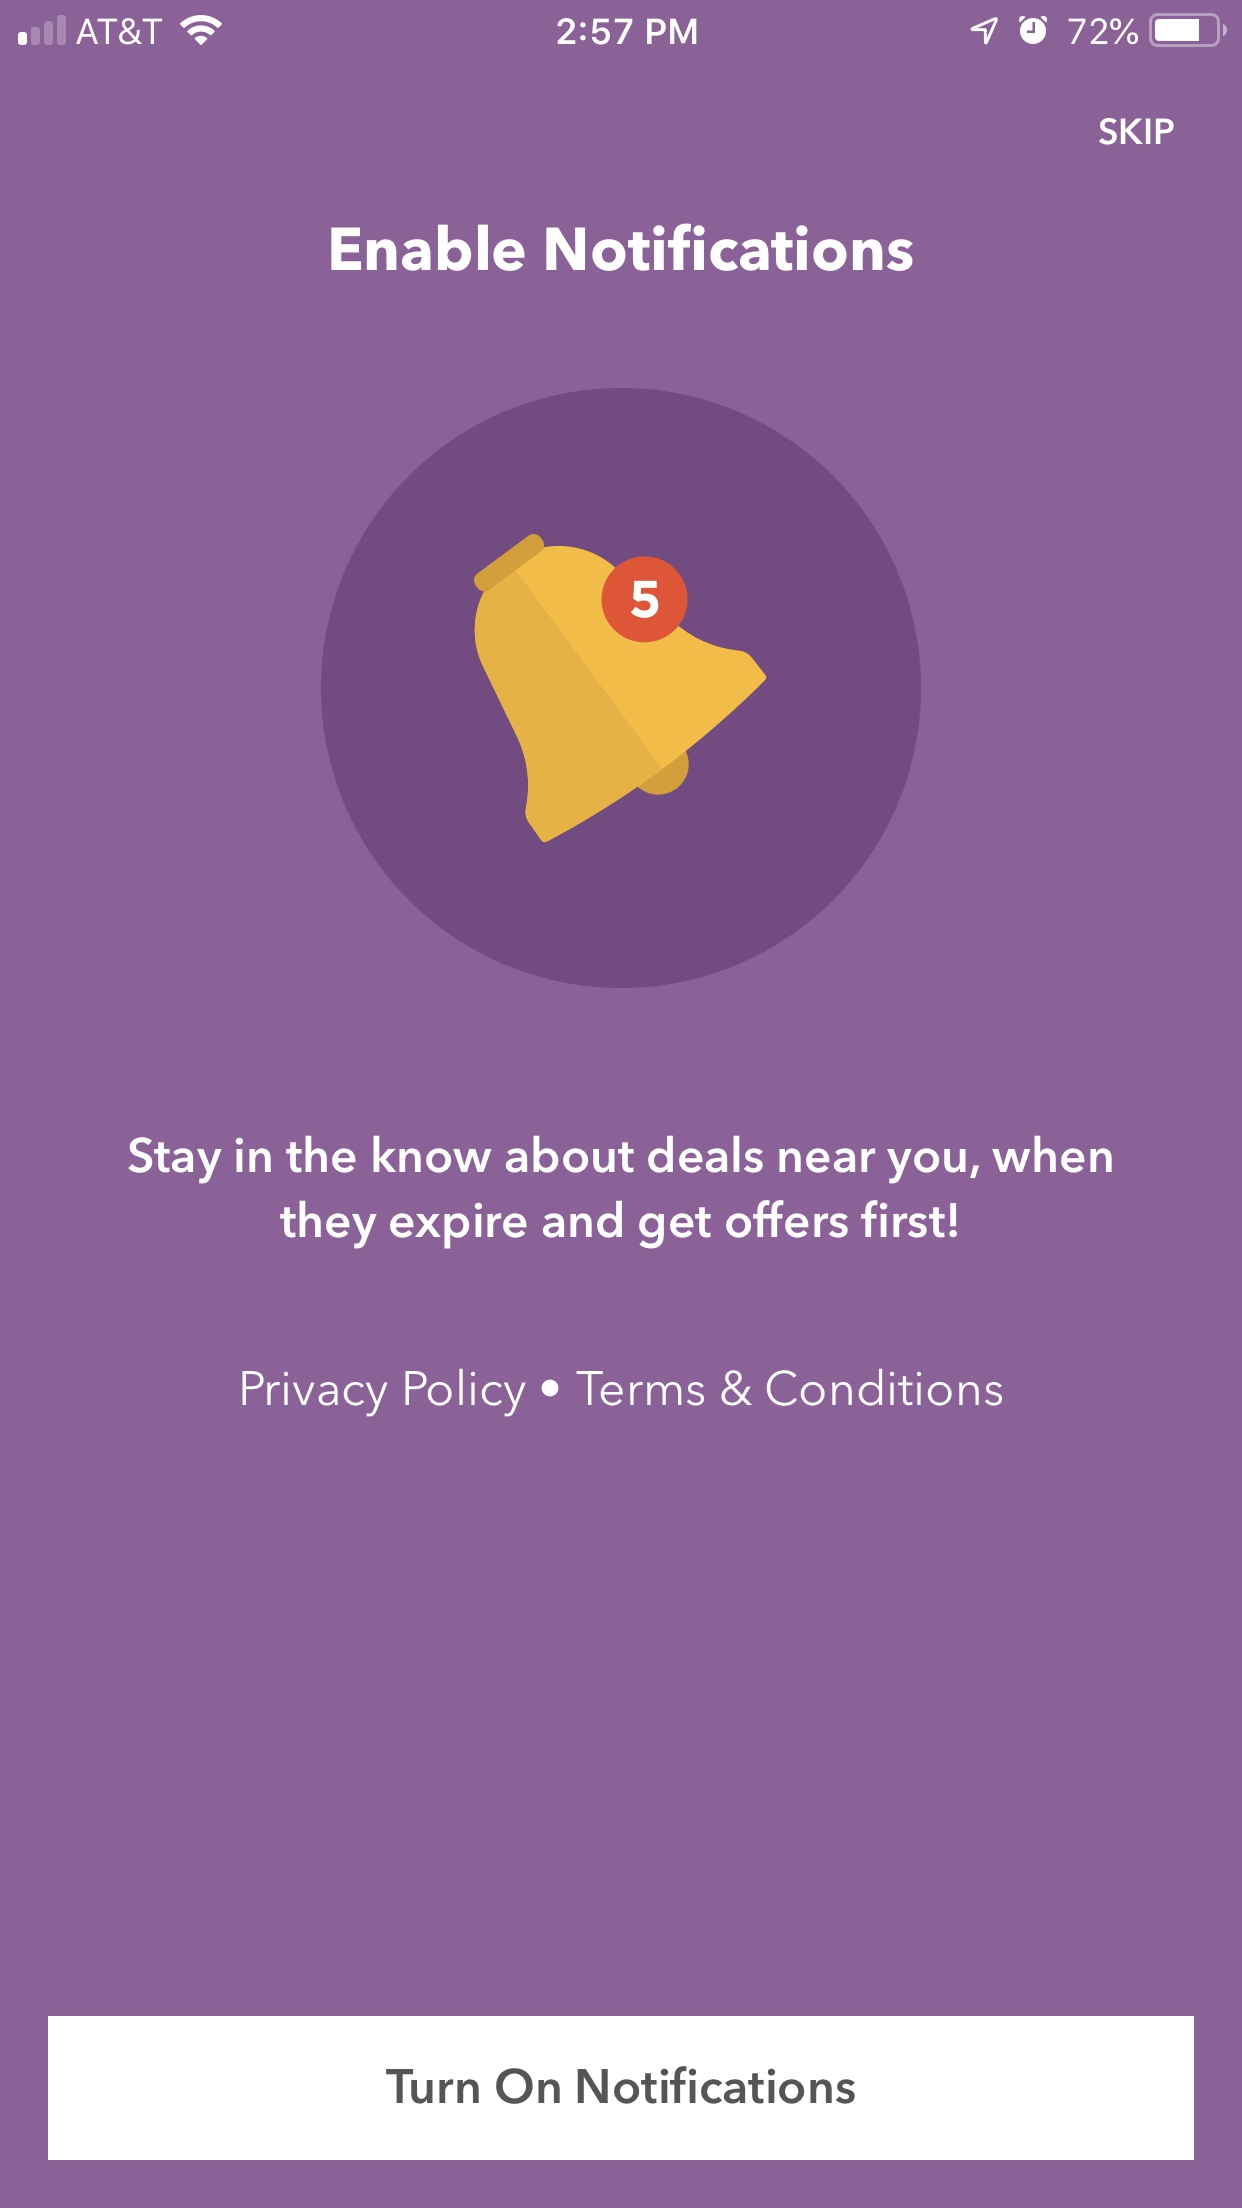 AT&T 2:57 PM 72%
SKIP
Enable Notifications
5
Stay in the know about deals near you, when
they expire and get offers first!
Privacy Policy • Terms & Conditions
Turn On Notifications